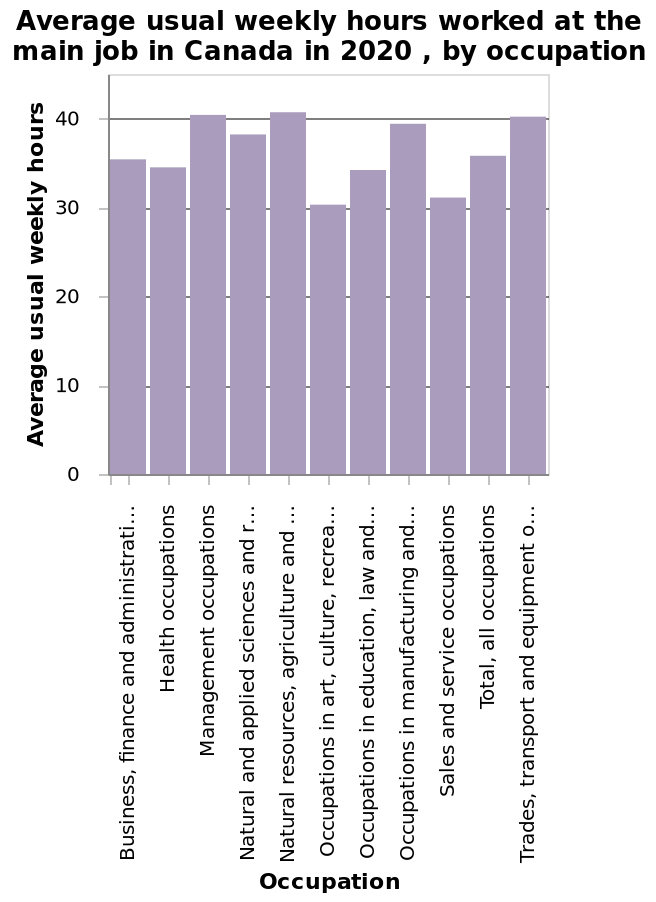 Average usual weekly hours worked at the
main job in Canada in 2020 , by occupation
Average usual weekly hours
40
30
20
10
0
Business, finance and administrati...
Health occupations
Management occupations
Natural and applied sciences and r...
Natural resources, agriculture and ...
Occupations in art, culture, recrea...
Occupations in education, law and...
Occupations in manufacturing and...
Sales and service occupations
Total, all occupations
Trades, transport and equipment o...
Occupation